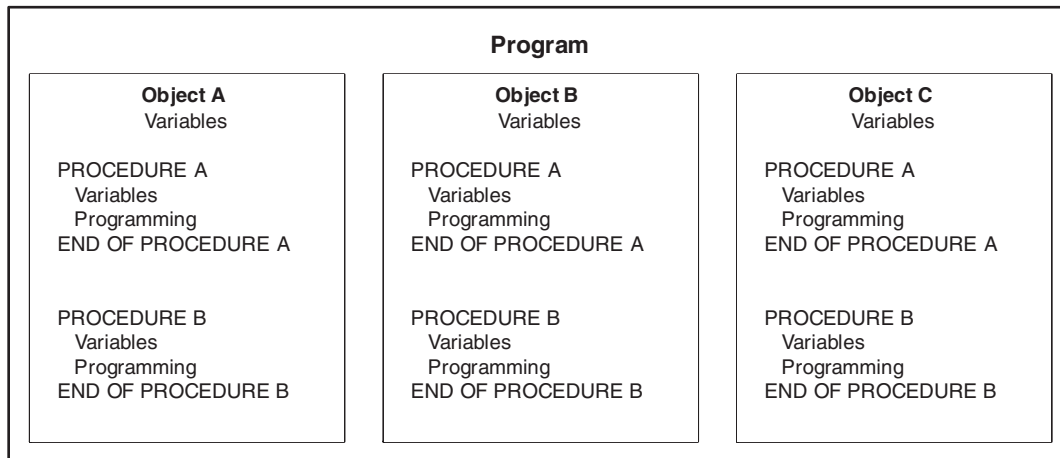 Program
Object A
Variables
PROCEDURE A
Variables
Programming
END OF PROCEDURE A
PROCEDURE B
Variables
Programming
END OF PROCEDURE B
Object B
Variables
PROCEDURE A
Variables
Programming
END OF PROCEDURE A
PROCEDURE B
Variables
Programming
END OF PROCEDURE B
Object C
Variables
PROCEDURE A
Variables
Programming
END OF PROCEDURE A
PROCEDURE B
Variables
Programming
END OF PROCEDURE B